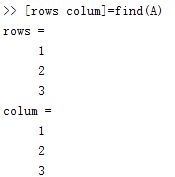 >> [rows colum]=find(A)
rows =
1
2
3
colum =
1
2
3